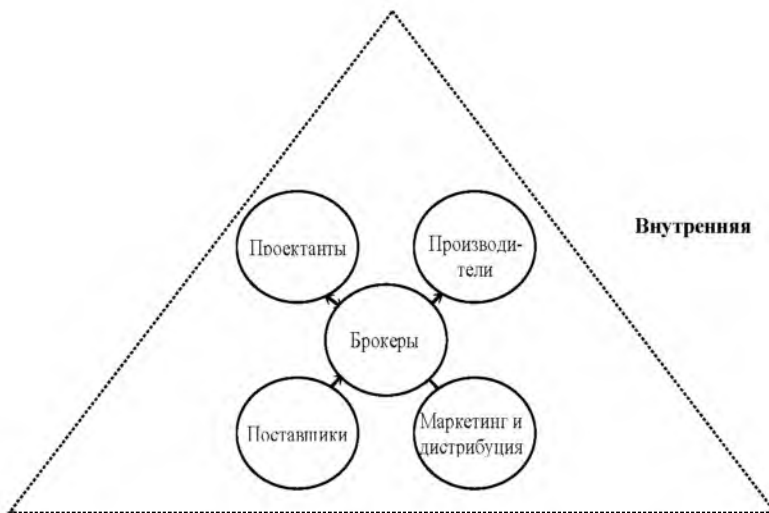 Внутренняя
Проектанты
Производи-
тели
Брокеры
Поставщики
Маркетинг и
дистрибуция